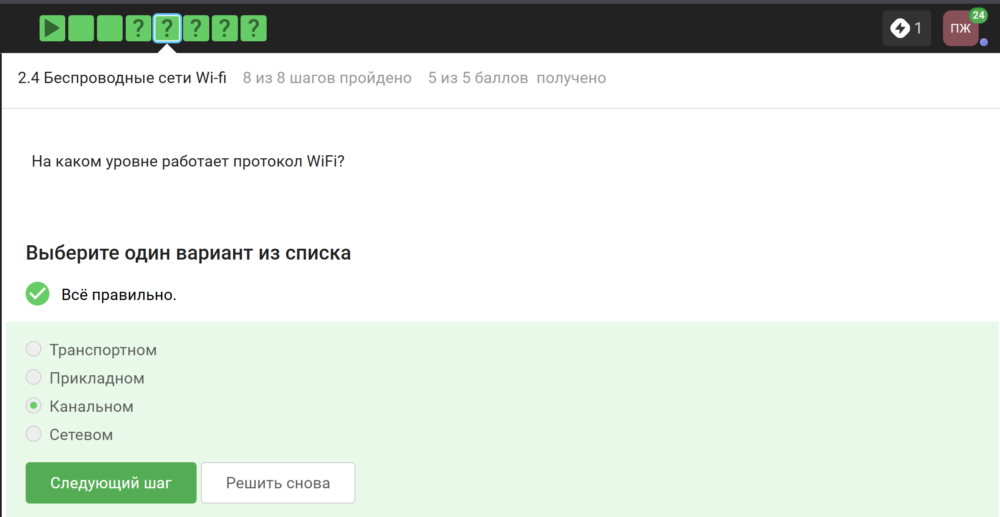 ? ? ? ? ?
1
24
ПЖ
2.4 Беспроводные сети Wi-fi 8 из 8 шагов пройдено 5 из 5 баллов получено
На каком уровне работает протокол WiFi?
Выберите один вариант из списка
Всё правильно.
Транспортном
Прикладном
Канальном
Сетевом
Следующий шаг Решить снова